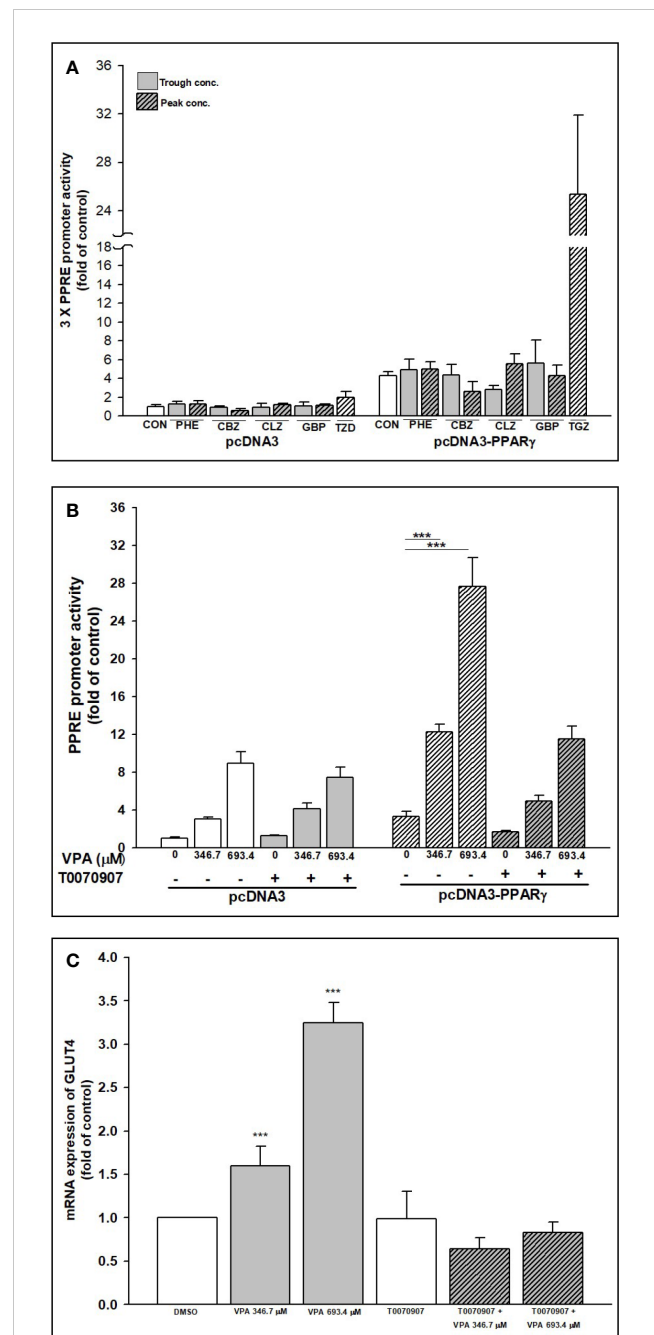 A
36
32
28
24
18
16
14
12
10
8
6
4
2
0
3 X PPRE promoter activity
(fold of control)
Trough conc.
Peak conc.
CON PHE CBZ CLZ GBP TZD CON PHE CBZ CLZ GBP TGZ
pcDNA3 pcDNA3-PPARγ
B
36
32
28
24
20
16
12
8
4
0
PPRE promoter activity
(fold of control)
***
***
VPA (μM) 0 346.7 693.4 0 346.7 693.4 0 346.7 693.4 0 346.7 693.4
T0070907 - - - + + + - - - + + +
pcDNA3 pcDNA3-PPARγ
C
4.0
3.5
3.0
2.5
2.0
1.5
1.0
0.5
0.0
mRNA expression of GLUT4
(fold of control)
***
***
DMSO VPA 346.7 μM VPA 693.4 μM T0070907 T0070907 + T0070907 +
VPA 346.7 μM VPA 693.4 μM